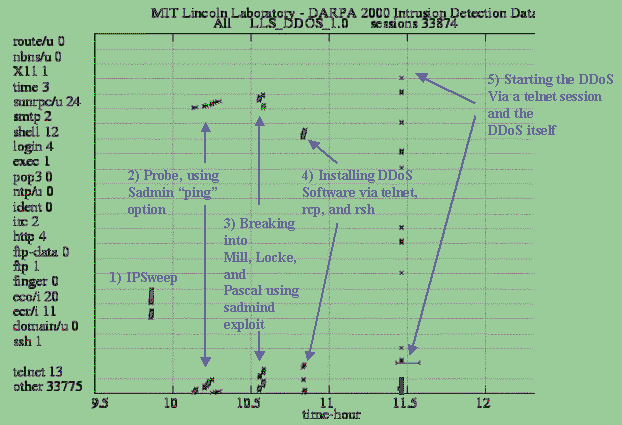 MIT Lincoln Laboratory - DARPA 2000 Intrusion Detection Data
All LLS_DDOS_1.0 sessions 33874
route/u 0
nbns/u 0
X11 1
time 3
sunrpc/u 24
smtp 2
shell 12
login 4
exec 1
pop3 0
ntp/u 0
ident 0
irc 2
http 4
ftp-data 0
ftp 1
finger 0
eco/i 20
ecr/i 11
domain/u 0
ssh 1
telnet 13
other 33775
1) IPSweep
2) Probe, using
Sadmin “ping”
option
3) Breaking
into
Mill, Locke,
and
Pascal using
sadmind
exploit
4) Installing DDoS
Software via telnet,
rcp, and rsh
5) Starting the DDoS
Via a telnet session
and the
DDoS itself
9.5 10 10.5 11 11.5 12
time-hour